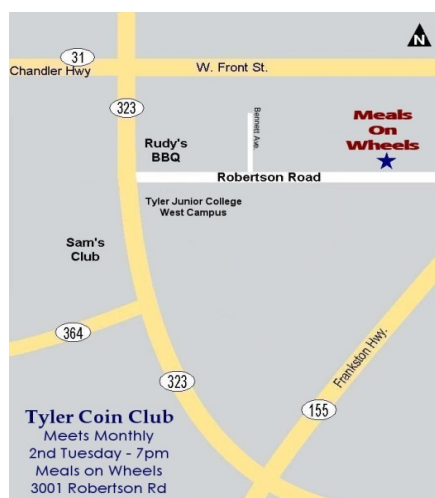 N
31
Chandler Hwy
W. Front St.
323
Bennett Ave.
Meals
On
Wheels
Rudy's
BBQ
Robertson Road
Tyler Junior College
West Campus
Sam's
Club
364
Frankston Hwy.
323
155
Tyler Coin Club
Meets Monthly
2nd Tuesday - 7pm
Meals on Wheels
3001 Robertson Rd